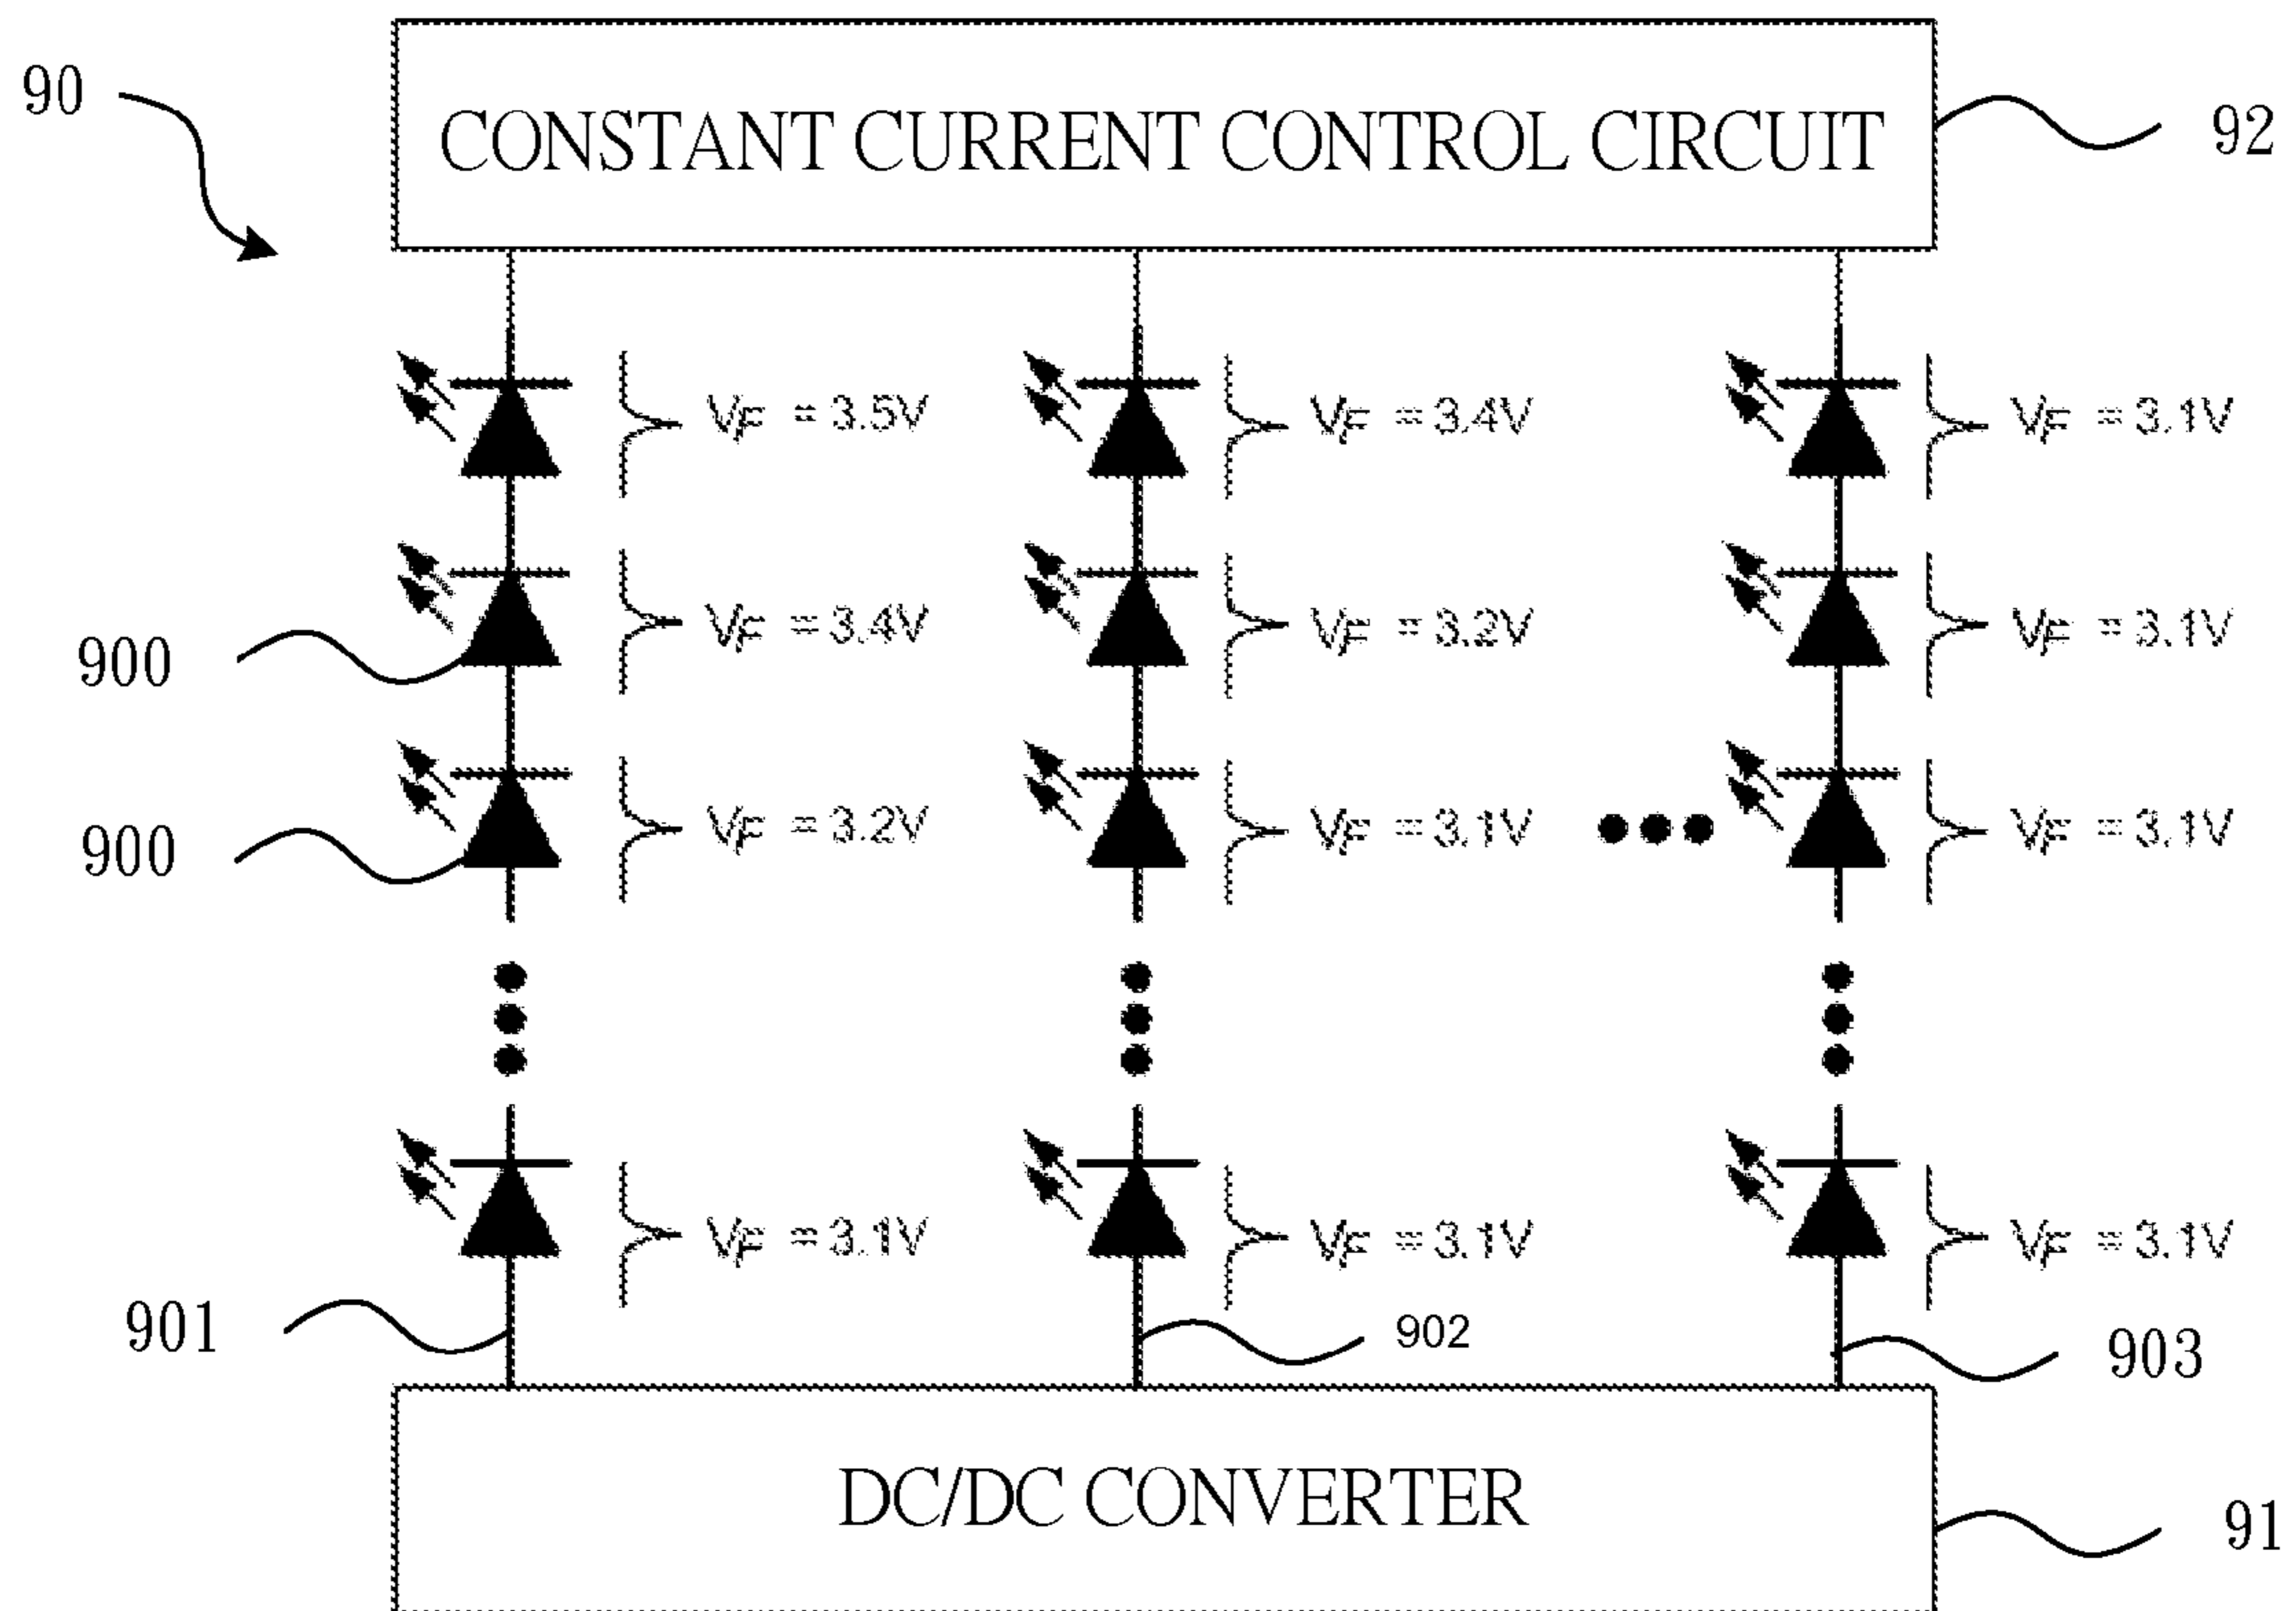 90
CONSTANT CURRENT CONTROL CIRCUIT
92
VF = 3.5V
VF = 3.4V
VF = 3.1V
900
VF = 3.4V
VF = 3.2V
VF = 3.1V
900
VF = 3.2V
VF = 3.1V
VF = 3.1V
VF = 3.1V
VF = 3.1V
VF = 3.1V
901
902
903
DC/DC CONVERTER
91